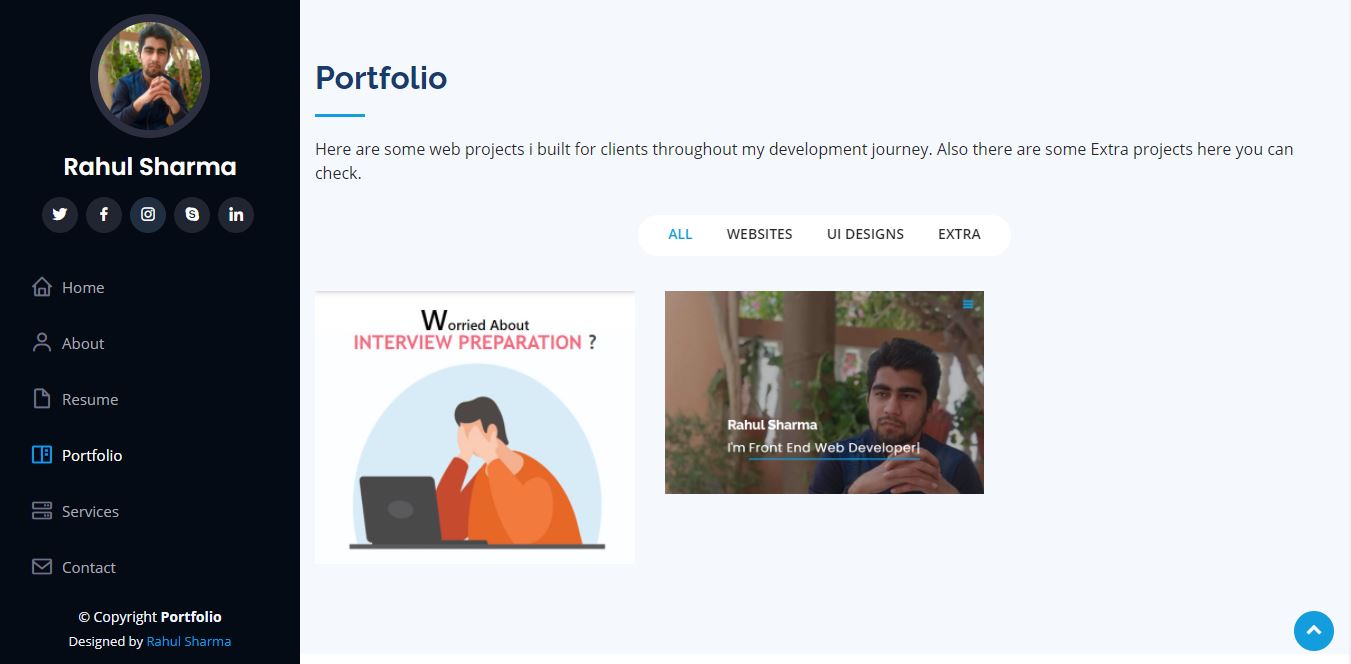 Rahul Sharma
Home
About
Resume
Portfolio
Services
Contact
© Copyright Portfolio
Designed by Rahul Sharma
Portfolio
Here are some web projects i built for clients throughout my development journey. Also there are some Extra projects here you can
check.
ALL WEBSITES UI DESIGNS EXTRA
Worried About
INTERVIEW PREPARATION ?
Rahul Sharma
I'm Front End Web Developer|